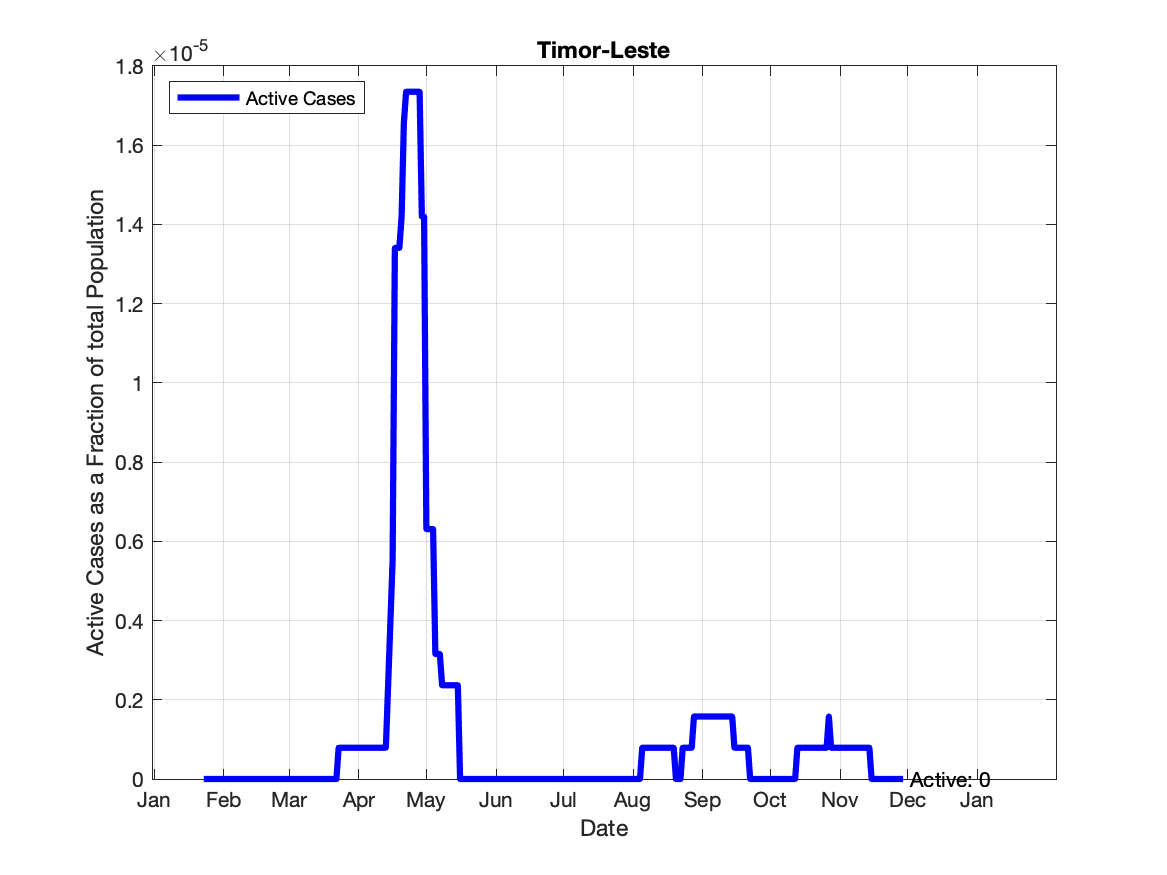 Timor-Leste
×10^-5
Active Cases
1.8
1.6
1.4
1.2
1
0.8
0.6
0.4
0.2
0
Active Cases as a Fraction of total Population
Active: 0
Jan Feb Mar Apr May Jun Jul Aug Sep Oct Nov Dec Jan
Date